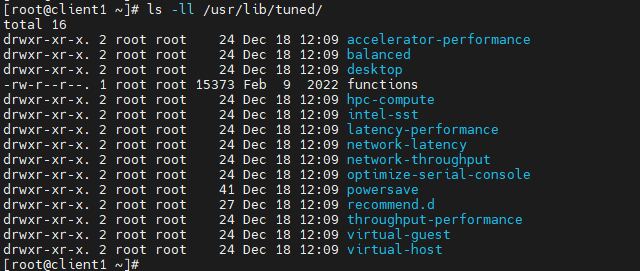 [root@client1 ~]# ls -ll /usr/lib/tuned/
total 16
drwxr-xr-x. 2 root root    24 Dec 18 12:09 accelerator-performance
drwxr-xr-x. 2 root root    24 Dec 18 12:09 balanced
drwxr-xr-x. 2 root root    24 Dec 18 12:09 desktop
-rw-r--r--. 1 root root 15373 Feb  9  2022 functions
drwxr-xr-x. 2 root root    24 Dec 18 12:09 hpc-compute
drwxr-xr-x. 2 root root    24 Dec 18 12:09 intel-sst
drwxr-xr-x. 2 root root    24 Dec 18 12:09 latency-performance
drwxr-xr-x. 2 root root    24 Dec 18 12:09 network-latency
drwxr-xr-x. 2 root root    24 Dec 18 12:09 network-throughput
drwxr-xr-x. 2 root root    24 Dec 18 12:09 optimize-serial-console
drwxr-xr-x. 2 root root    41 Dec 18 12:09 powersave
drwxr-xr-x. 2 root root    27 Dec 18 12:09 recommend.d
drwxr-xr-x. 2 root root    24 Dec 18 12:09 throughput-performance
drwxr-xr-x. 2 root root    24 Dec 18 12:09 virtual-guest
drwxr-xr-x. 2 root root    24 Dec 18 12:09 virtual-host
[root@client1 ~]#